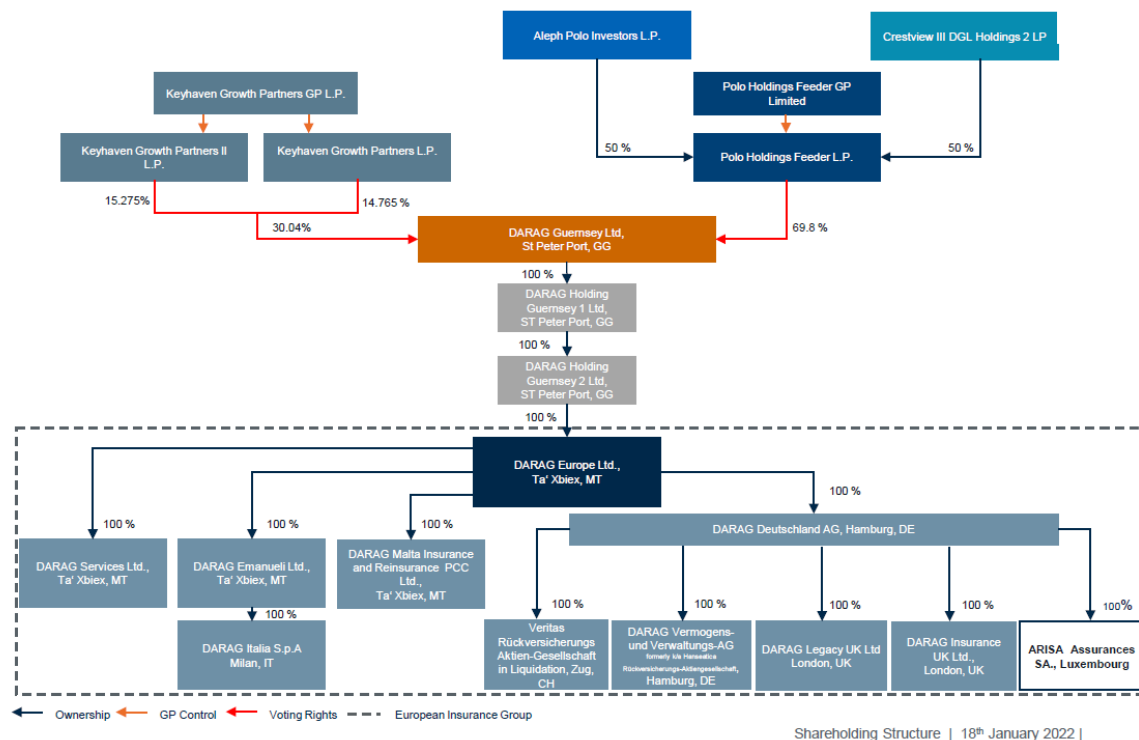 Aleph Polo Investors L.P.
Crestview III DGL Holdings 2 LP
Keyhaven Growth Partners GP L.P.
Polo Holdings Feeder GP
Limited
Keyhaven Growth Partners II
L.P.
Keyhaven Growth Partners L.P.
50 %
Polo Holdings Feeder L.P.
50 %
15.275%
14.765 %
30.04%
69.8 %
DARAG Guernsey Ltd,
St Peter Port, GG
100 %
DARAG Holding
Guernsey 1 Ltd,
ST Peter Port, GG
100 %
DARAG Holding
Guernsey 2 Ltd,
ST Peter Port, GG
100 %
DARAG Europe Ltd.,
Ta' Xbiex, MT
100 %
100 %
100 %
100 %
DARAG Deutschland AG, Hamburg, DE
DARAG Services Ltd.,
Ta' Xbiex, MT
DARAG Emanueli Ltd.,
Ta' Xbiex, MT
DARAG Malta Insurance
and Reinsurance PCC
Ltd.,
Ta' Xbiex, MT
100 %
DARAG Italia S.p.A
Milan, IT
100 %
100 %
100 %
100 %
100%
Veritas
Rückversicherungs
Aktien-Gesellschaft
in Liquidation, Zug,
CH
DARAG Vermogens-
und Verwaltungs-AG
formerly k/a Hanseatica
Rückversicherungs-Aktiengesellschaft,
Hamburg, DE
DARAG Legacy UK Ltd
London, UK
DARAG Insurance
UK Ltd.,
London, UK
ARISA Assurances
SA., Luxembourg
Ownership
GP Control
Voting Rights
European Insurance Group
Shareholding Structure | 18th January 2022 |